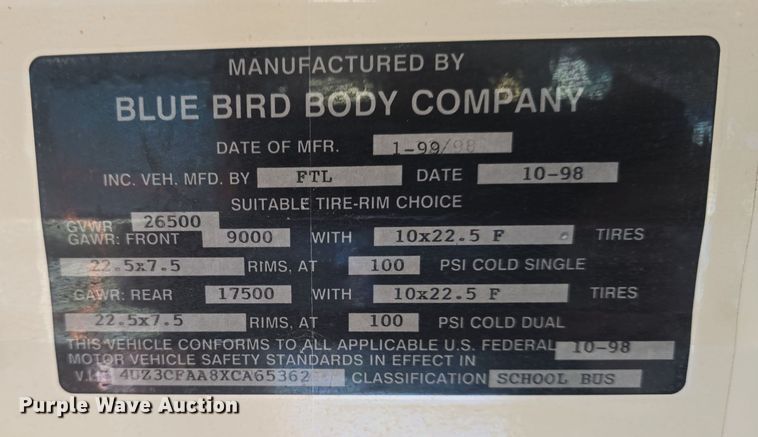 MANUFACTURED BY
BLUE BIRD BODY COMPANY
DATE OF MFR. 1-99/98
INC. VEH. MFD. BY FTL DATE 10-98
SUITABLE TIRE-RIM CHOICE
GVWR 26500
GAWR: FRONT 9000 WITH 10x22.5 F TIRES
22.5x7.5 RIMS, AT 100 PSI COLD SINGLE
GAWR: REAR 17500 WITH 10x22.5 F TIRES
22.5x7.5 RIMS, AT 100 PSI COLD DUAL
THIS VEHICLE CONFORMS TO ALL APPLICABLE U.S. FEDERAL 10-98
MOTOR VEHICLE SAFETY STANDARDS IN EFFECT IN
V.I. 4UZ3CFAA8XCA65362 CLASSIFICATION SCHOOL BUS
Purple Wave Auction